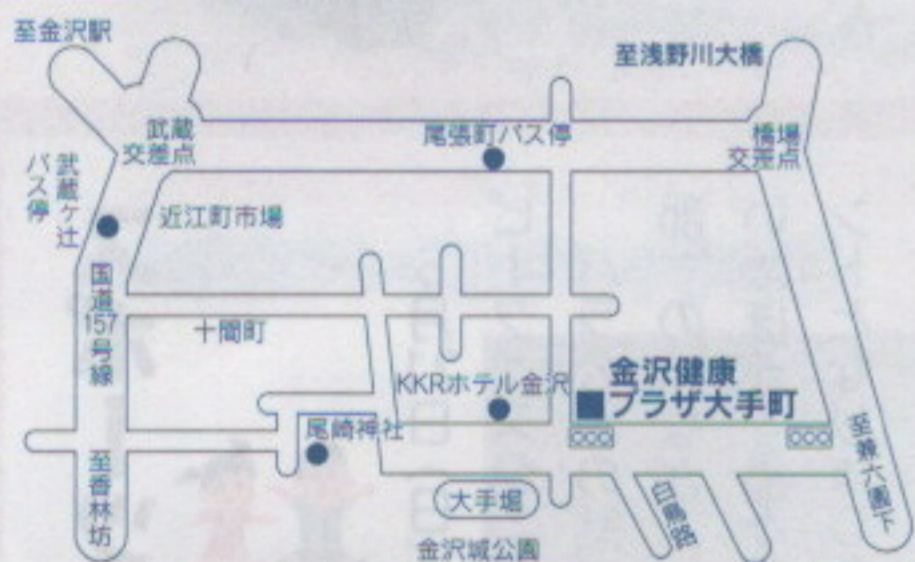 至金沢駅
至浅野川大橋
武蔵
交差点
尾張町バス停
橋場
交差点
武蔵ヶ辻
バス停
近江町市場
国道157号線
十間町
KKRホテル金沢
金沢健康
プラザ大手町
尾崎神社
至香林坊
大手堀
白鳥路
至兼六園下
金沢城公園